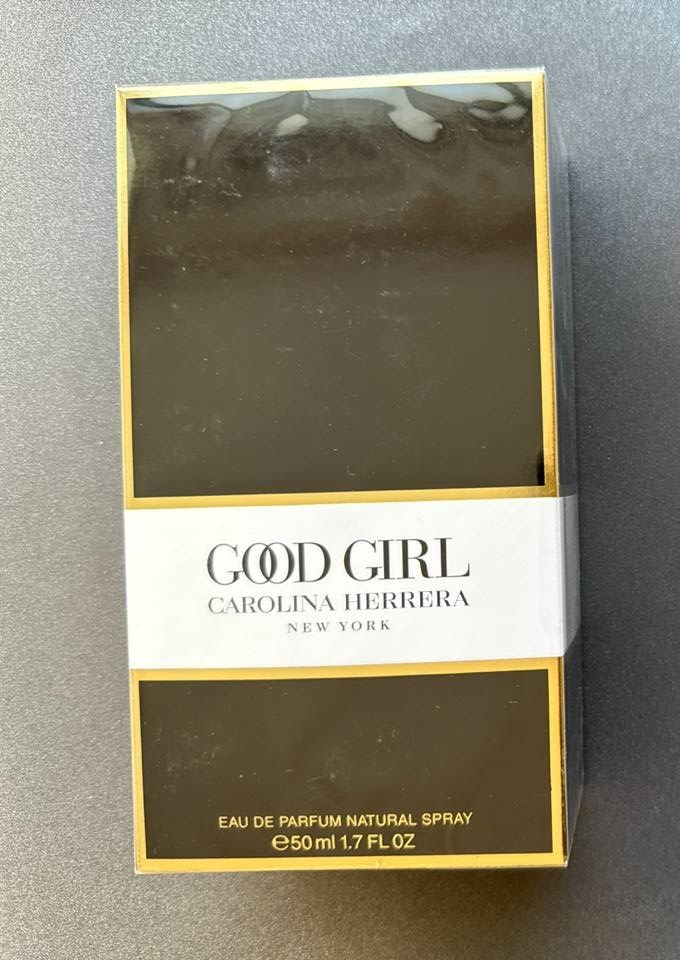 GOOD GIRL
CAROLINA HERRERA
NEW YORK
EAU DE PARFUM NATURAL SPRAY
℮50 ml 1.7 FL OZ